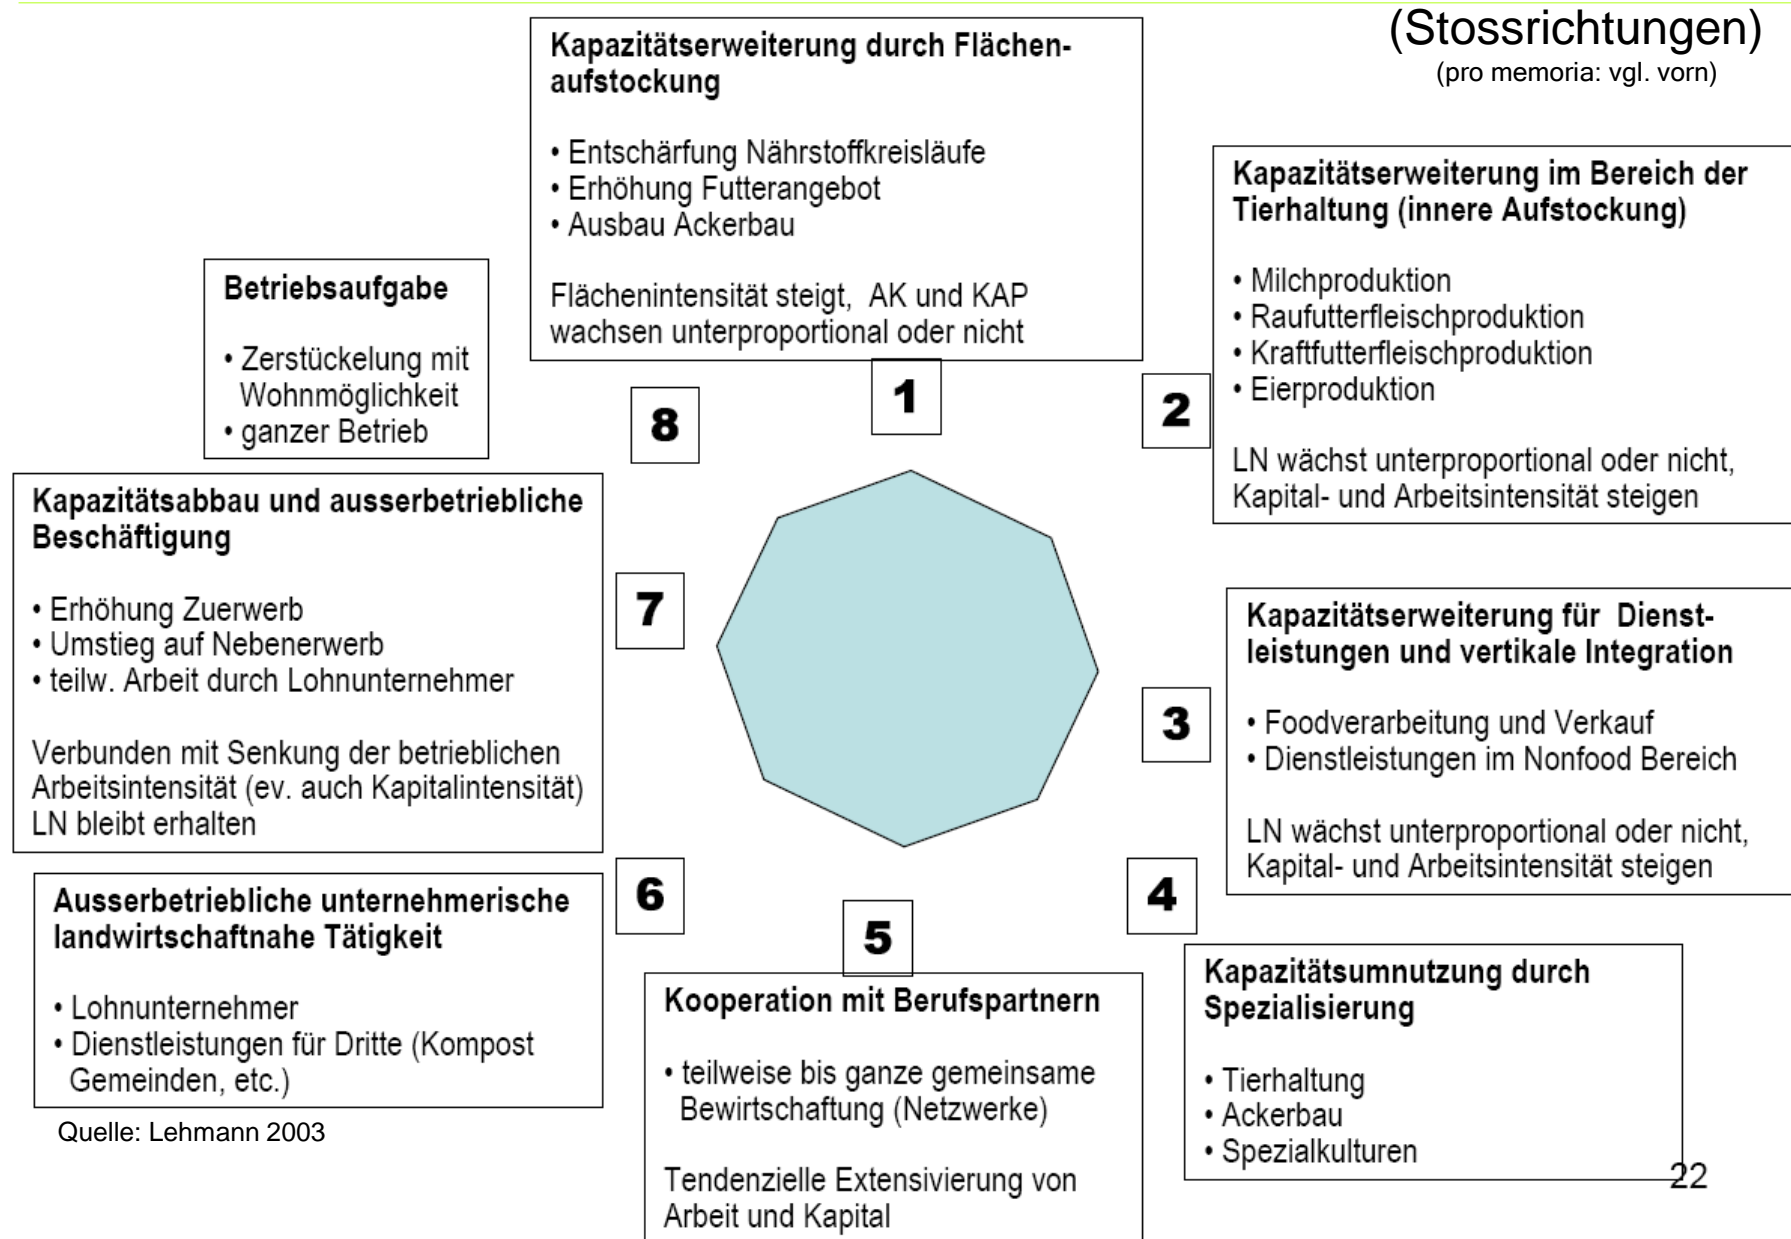 (Stossrichtungen)
(pro memoria: vgl. vorn)
Kapazitätserweiterung durch Flächen-
aufstockung
• Entschärfung Nährstoffkreisläufe
• Erhöhung Futterangebot
• Ausbau Ackerbau
Flächenintensität steigt, AK und KAP
wachsen unterproportional oder nicht
1
Kapazitätserweiterung im Bereich der
Tierhaltung (innere Aufstockung)
• Milchproduktion
• Raufutterfleischproduktion
• Kraftfutterfleischproduktion
• Eierproduktion
LN wächst unterproportional oder nicht,
Kapital- und Arbeitsintensität steigen
2
Kapazitätserweiterung für Dienst-
leistungen und vertikale Integration
• Foodverarbeitung und Verkauf
• Dienstleistungen im Nonfood Bereich
LN wächst unterproportional oder nicht,
Kapital- und Arbeitsintensität steigen
3
4
Kapazitätsumnutzung durch
Spezialisierung
• Tierhaltung
• Ackerbau
• Spezialkulturen
5
Kooperation mit Berufspartnern
• teilweise bis ganze gemeinsame
Bewirtschaftung (Netzwerke)
Tendenzielle Extensivierung von
Arbeit und Kapital
6
Ausserbetriebliche unternehmerische
landwirtschaftnahe Tätigkeit
• Lohnunternehmer
• Dienstleistungen für Dritte (Kompost
Gemeinden, etc.)
7
Kapazitätsabbau und ausserbetriebliche
Beschäftigung
• Erhöhung Zuerwerb
• Umstieg auf Nebenerwerb
• teilw. Arbeit durch Lohnunternehmer
Verbunden mit Senkung der betrieblichen
Arbeitsintensität (ev. auch Kapitalintensität)
LN bleibt erhalten
8
Betriebsaufgabe
• Zerstückelung mit
Wohnmöglichkeit
• ganzer Betrieb
Quelle: Lehmann 2003
22